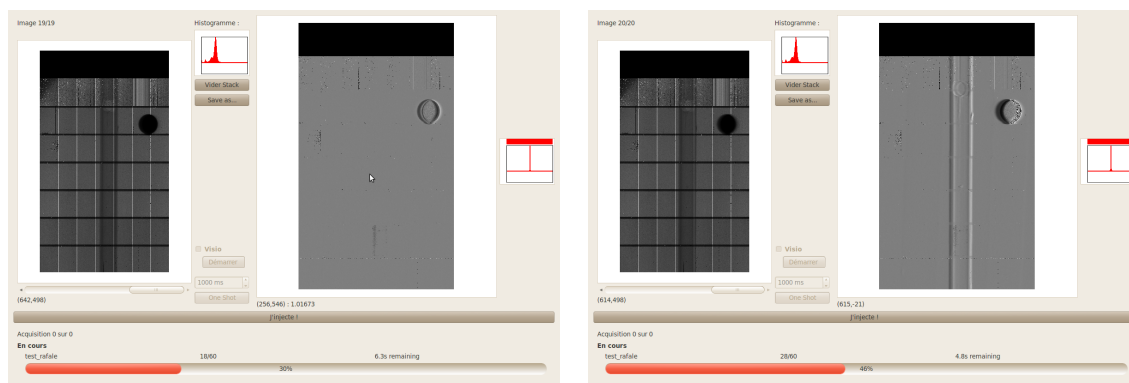 Image 19/19
Histogramme :
Vider Stack
Save as...
Visio
Démarrer
1000 ms
One Shot
(642,498)
(256,546) : 1.01673
J'injecte !
Acquisition 0 sur 0
En cours
test_rafale 18/60 6.3s remaining
30%
Image 20/20
Histogramme :
Vider Stack
Save as...
Visio
Démarrer
1000 ms
One Shot
(614,498)
(615,-21)
J'injecte !
Acquisition 0 sur 0
En cours
test_rafale 28/60 4.8s remaining
46%